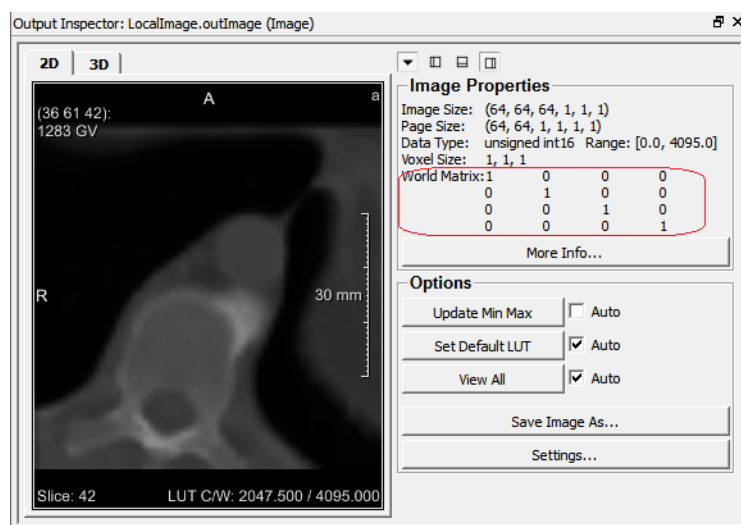 Output Inspector: LocalImage.outImage (Image)
2D 3D
A
a
(36 61 42):
1283 GV
R
30 mm
Slice: 42 LUT C/W: 2047.500 / 4095.000
Image Properties
Image Size: (64, 64, 64, 1, 1, 1)
Page Size: (64, 64, 1, 1, 1, 1)
Data Type: unsigned int16 Range: [0.0, 4095.0]
Voxel Size: 1, 1, 1
World Matrix: 1 0 0 0
0 1 0 0
0 0 1 0
0 0 0 1
More Info...
Options
Update Min Max Auto
Set Default LUT Auto
View All Auto
Save Image As...
Settings...